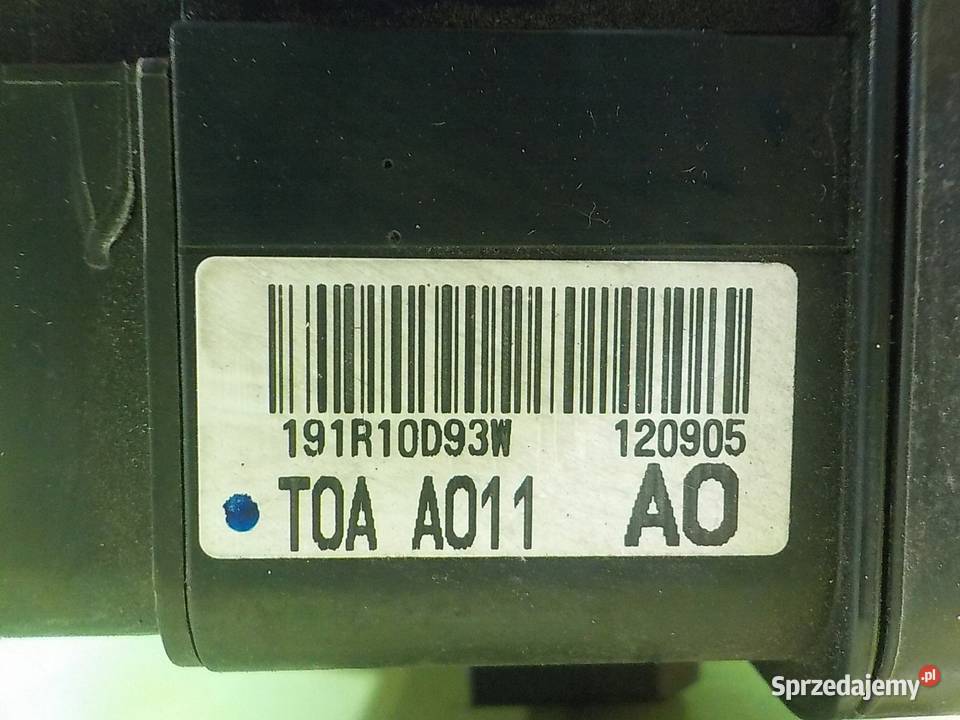 191R10D93W 120905
T0A A011 A0
Sprzedajemy.pl